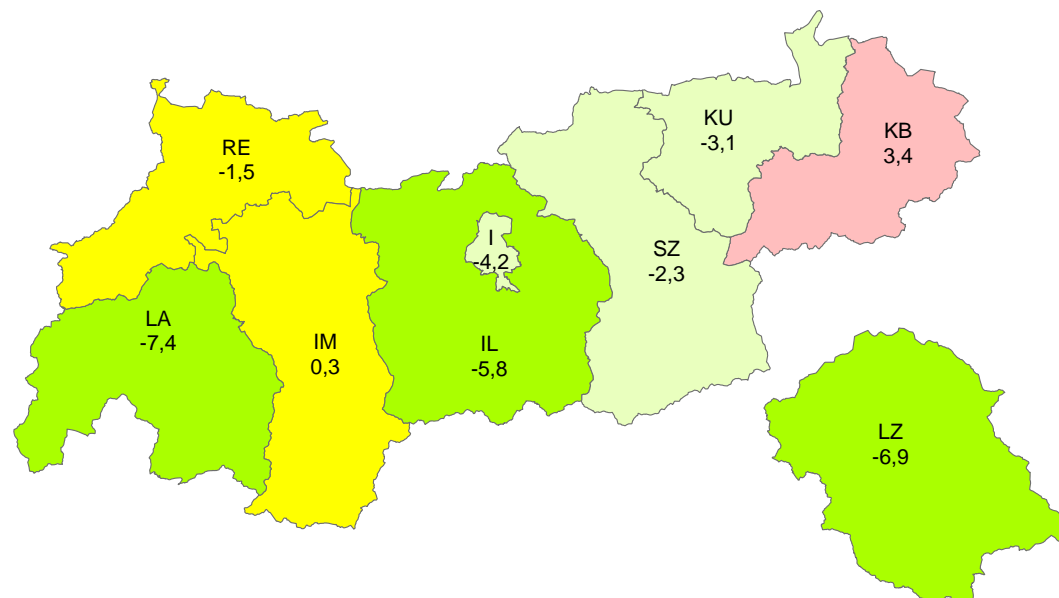 RE
-1,5
KU
-3,1
KB
3,4
I
-4,2
SZ
-2,3
LA
-7,4
IM
0,3
IL
-5,8
LZ
-6,9